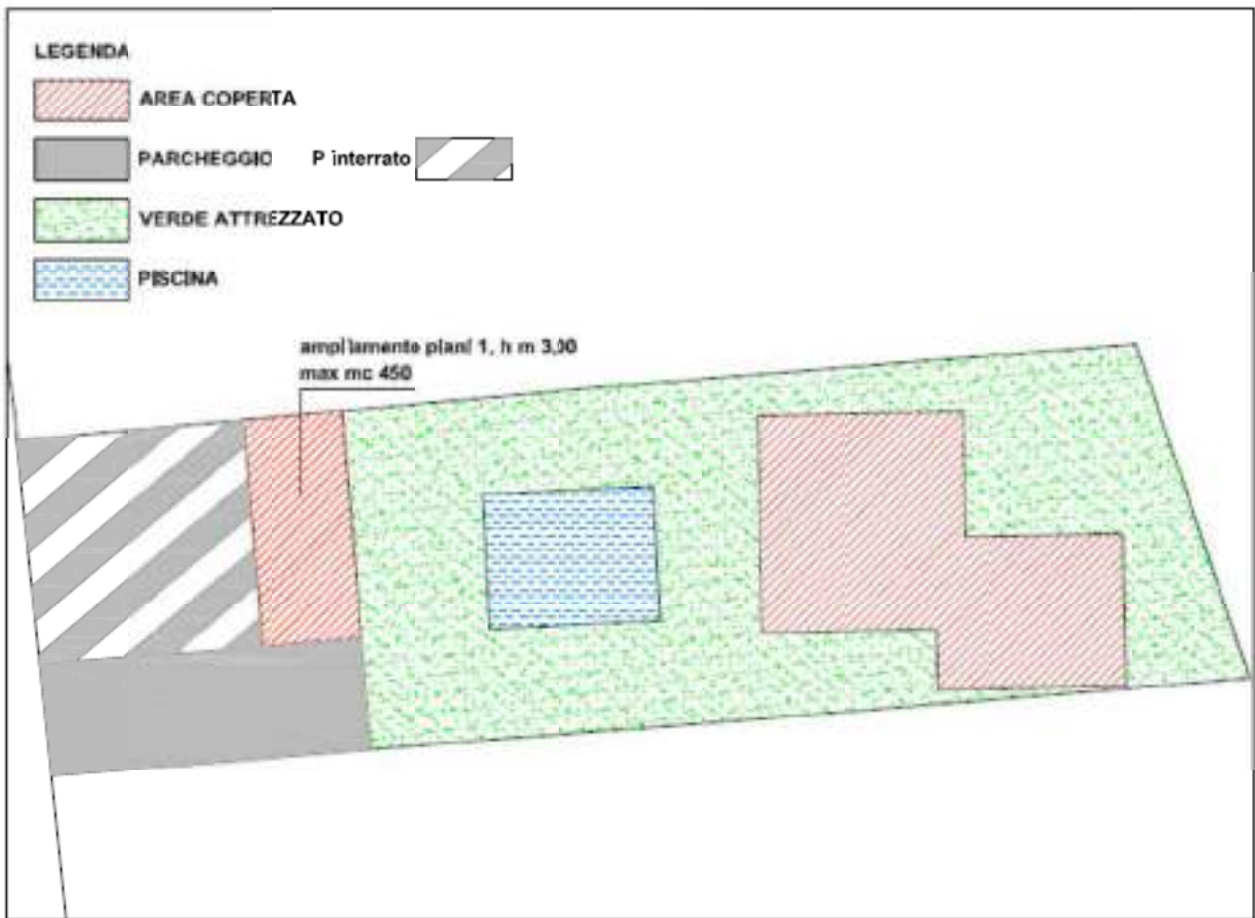 LEGENDA
AREA COPERTA
PARCHEGGIO P interrato
VERDE ATTREZZATO
PISCINA
ampliamento piani 1, h m 3,00
max mc 450